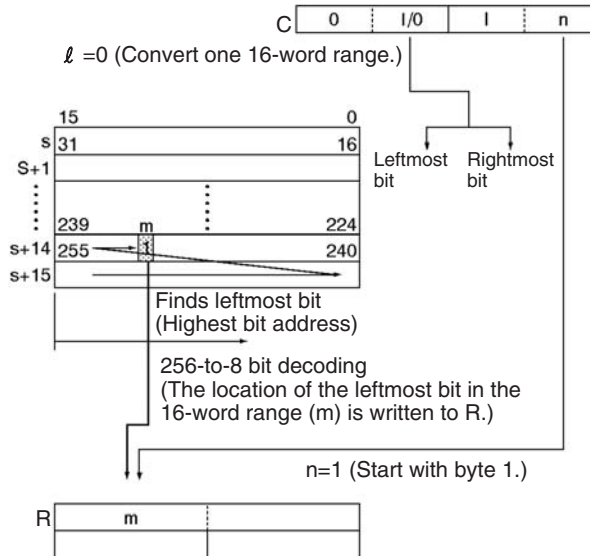 C 0 I/0 l n
ℓ =0 (Convert one 16-word range.)
15 0
s 31 16
S+1
Leftmost bit
Rightmost bit
239 m 224
s+14 255 1 240
s+15
Finds leftmost bit
(Highest bit address)
256-to-8 bit decoding
(The location of the leftmost bit in the
16-word range (m) is written to R.)
n=1 (Start with byte 1.)
R m